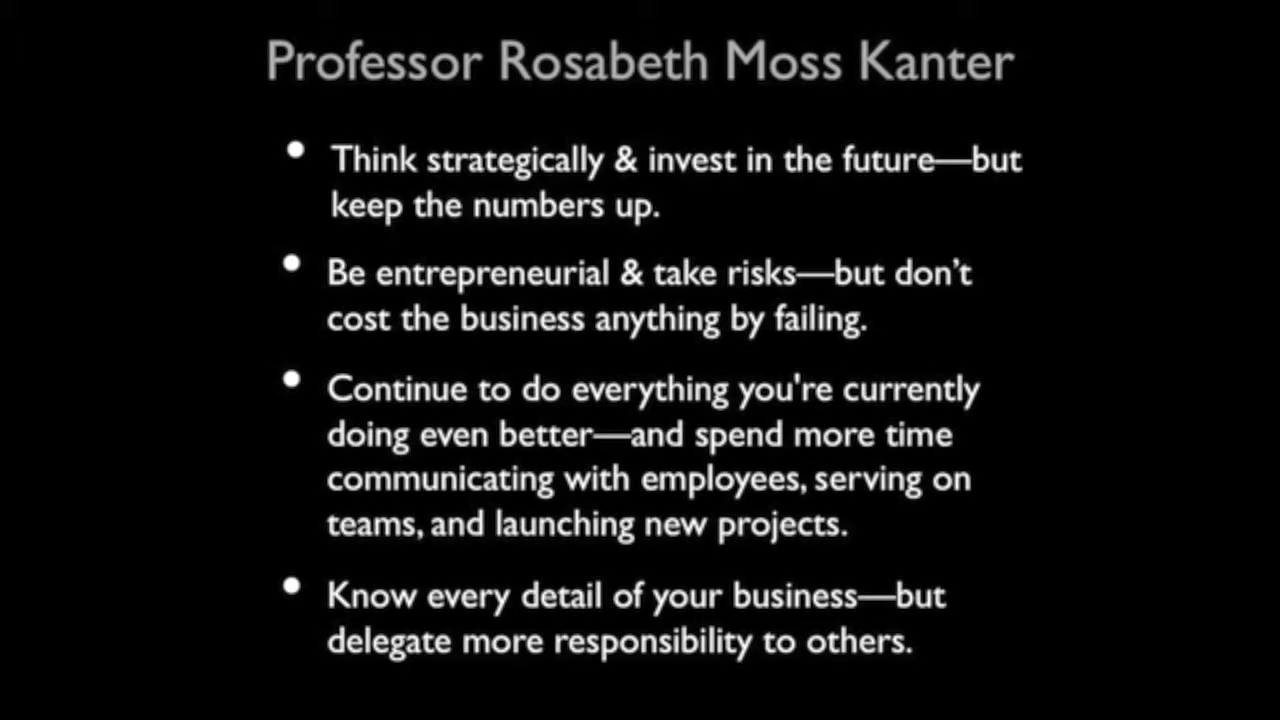 Professor Rosabeth Moss Kanter
• Think strategically & invest in the future—but
keep the numbers up.
• Be entrepreneurial & take risks—but don’t
cost the business anything by failing.
• Continue to do everything you're currently
doing even better—and spend more time
communicating with employees, serving on
teams, and launching new projects.
• Know every detail of your business—but
delegate more responsibility to others.